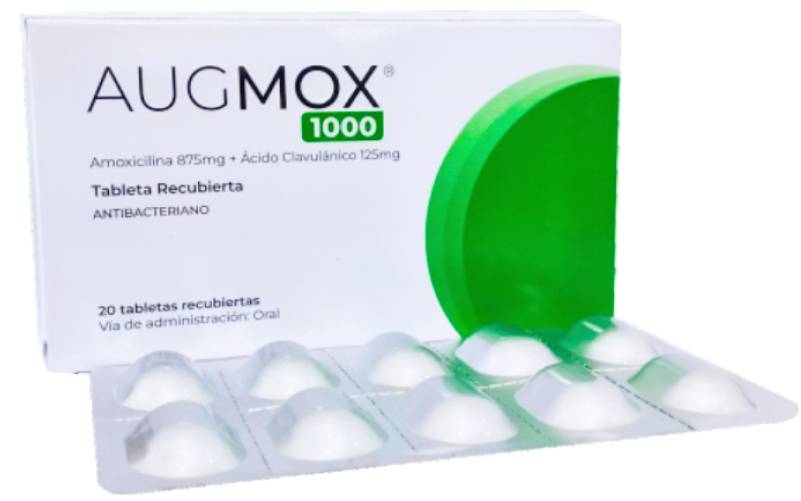 AUGMOX®
1000
Amoxicilina 875mg + Ácido Clavulánico 125mg
Tableta Recubierta
ANTIBACTERIANO
20 tabletas recubiertas
Vía de administración: Oral